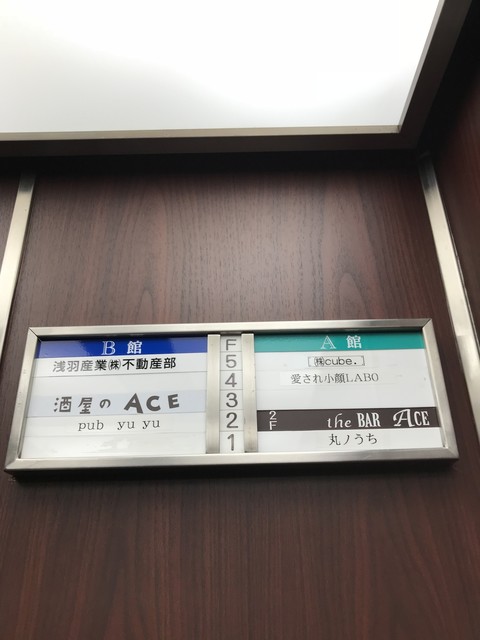 B 館
浅羽産業㈱不動産部
酒屋の ACE
pub yu yu
F
5
4
3
2
1
A 館
[㈱cube.]
愛され小顔LABO
2F the BAR ACE
丸ノうち